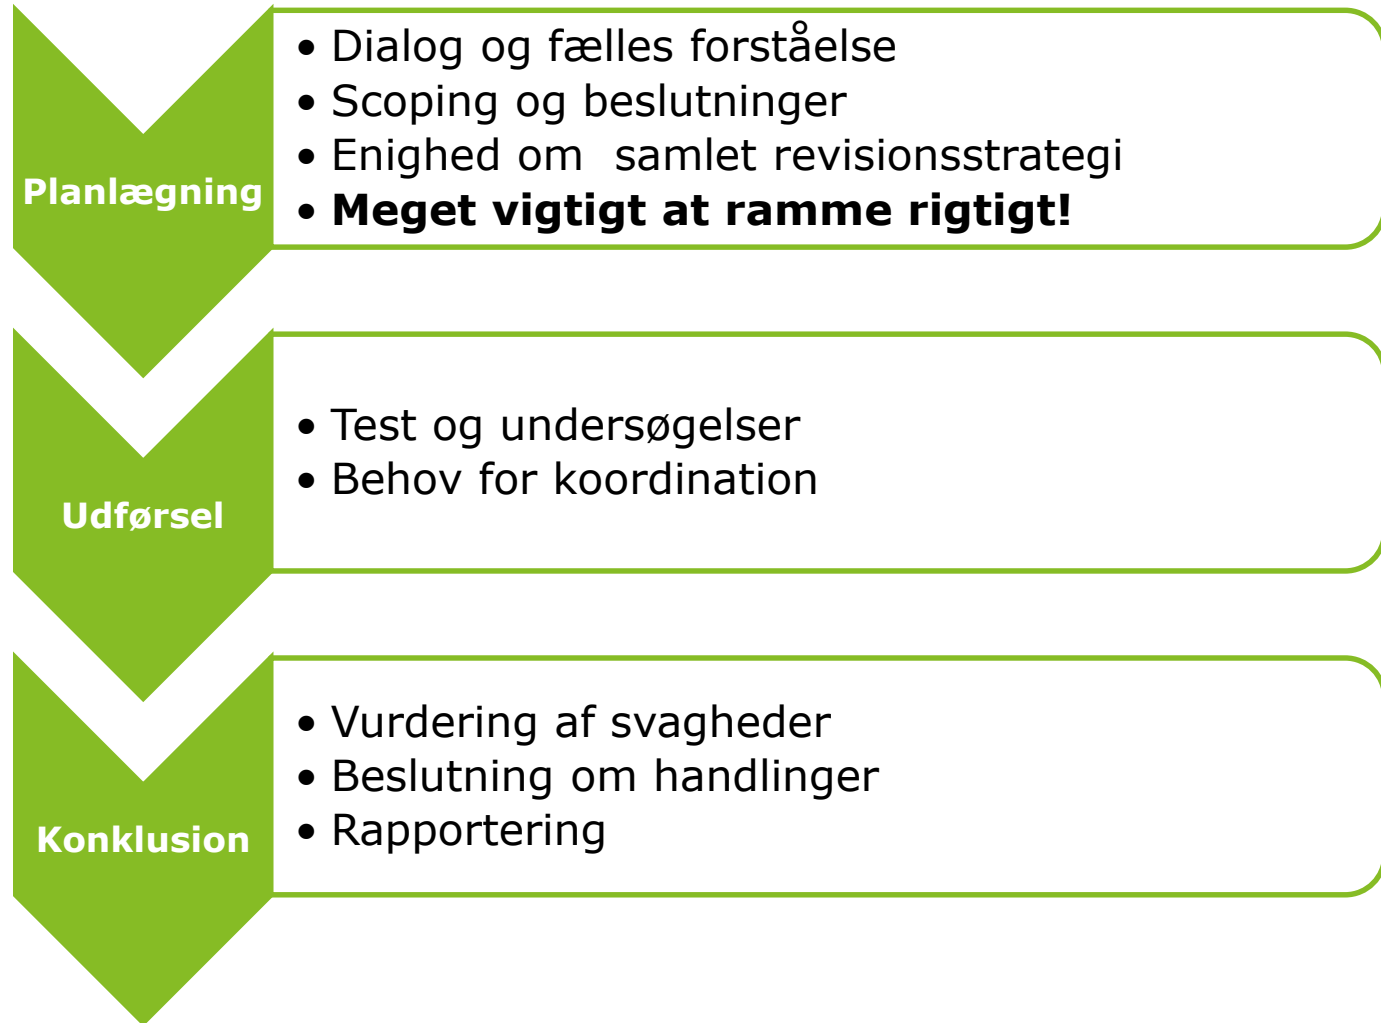 Planlægning
• Dialog og fælles forståelse
• Scoping og beslutninger
• Enighed om  samlet revisionsstrategi
• Meget vigtigt at ramme rigtigt!
Udførsel
• Test og undersøgelser
• Behov for koordination
Konklusion
• Vurdering af svagheder
• Beslutning om handlinger
• Rapportering